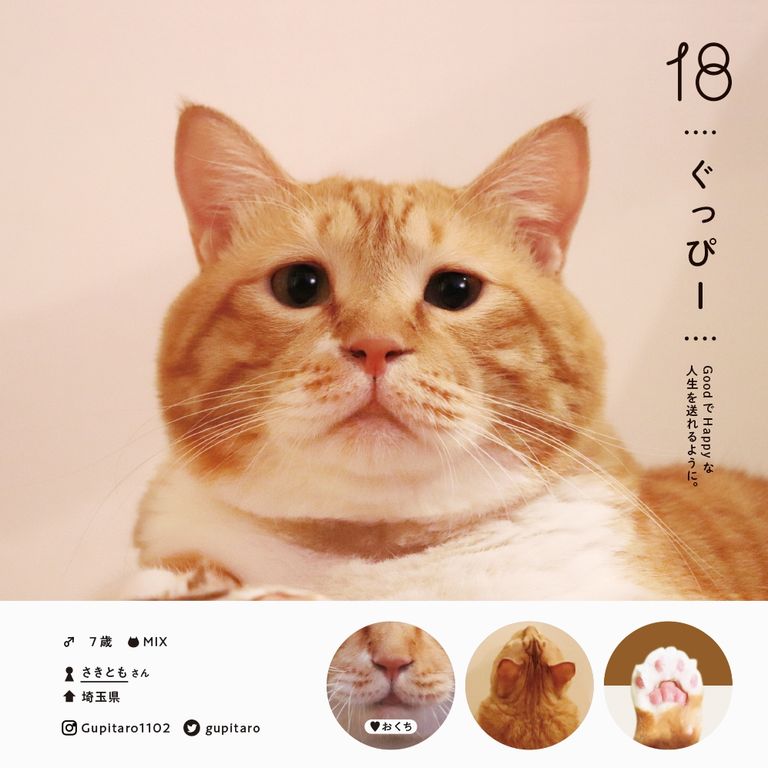 18
ぐっぴー
Good で Happy な
人生を送れるように。
♂ 7歳 MIX
さきともさん
埼玉県
Gupitaro1102 gupitaro
♥おくち